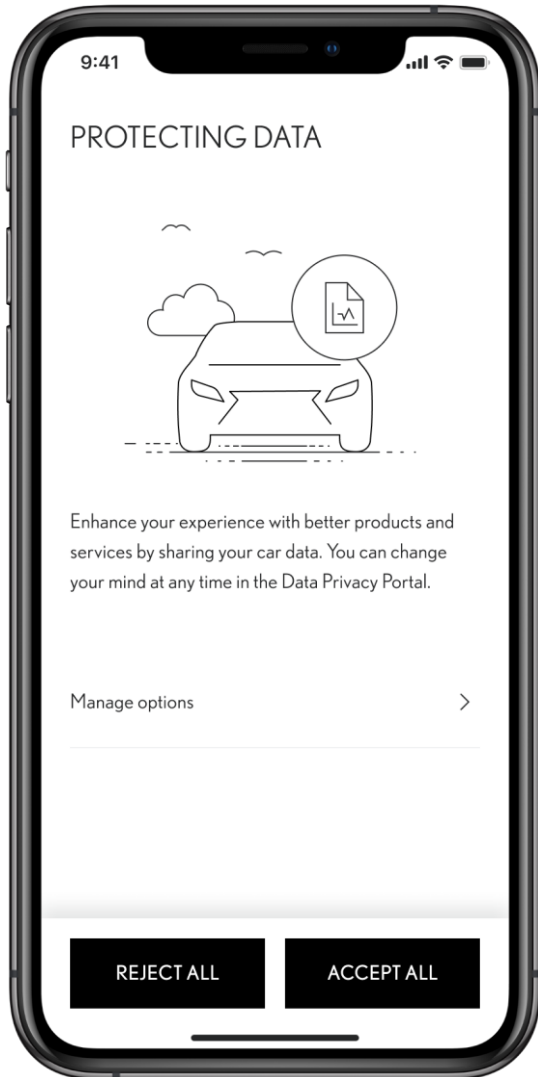 9:41
PROTECTING DATA
Enhance your experience with better products and
services by sharing your car data. You can change
your mind at any time in the Data Privacy Portal.
Manage options
REJECT ALL
ACCEPT ALL